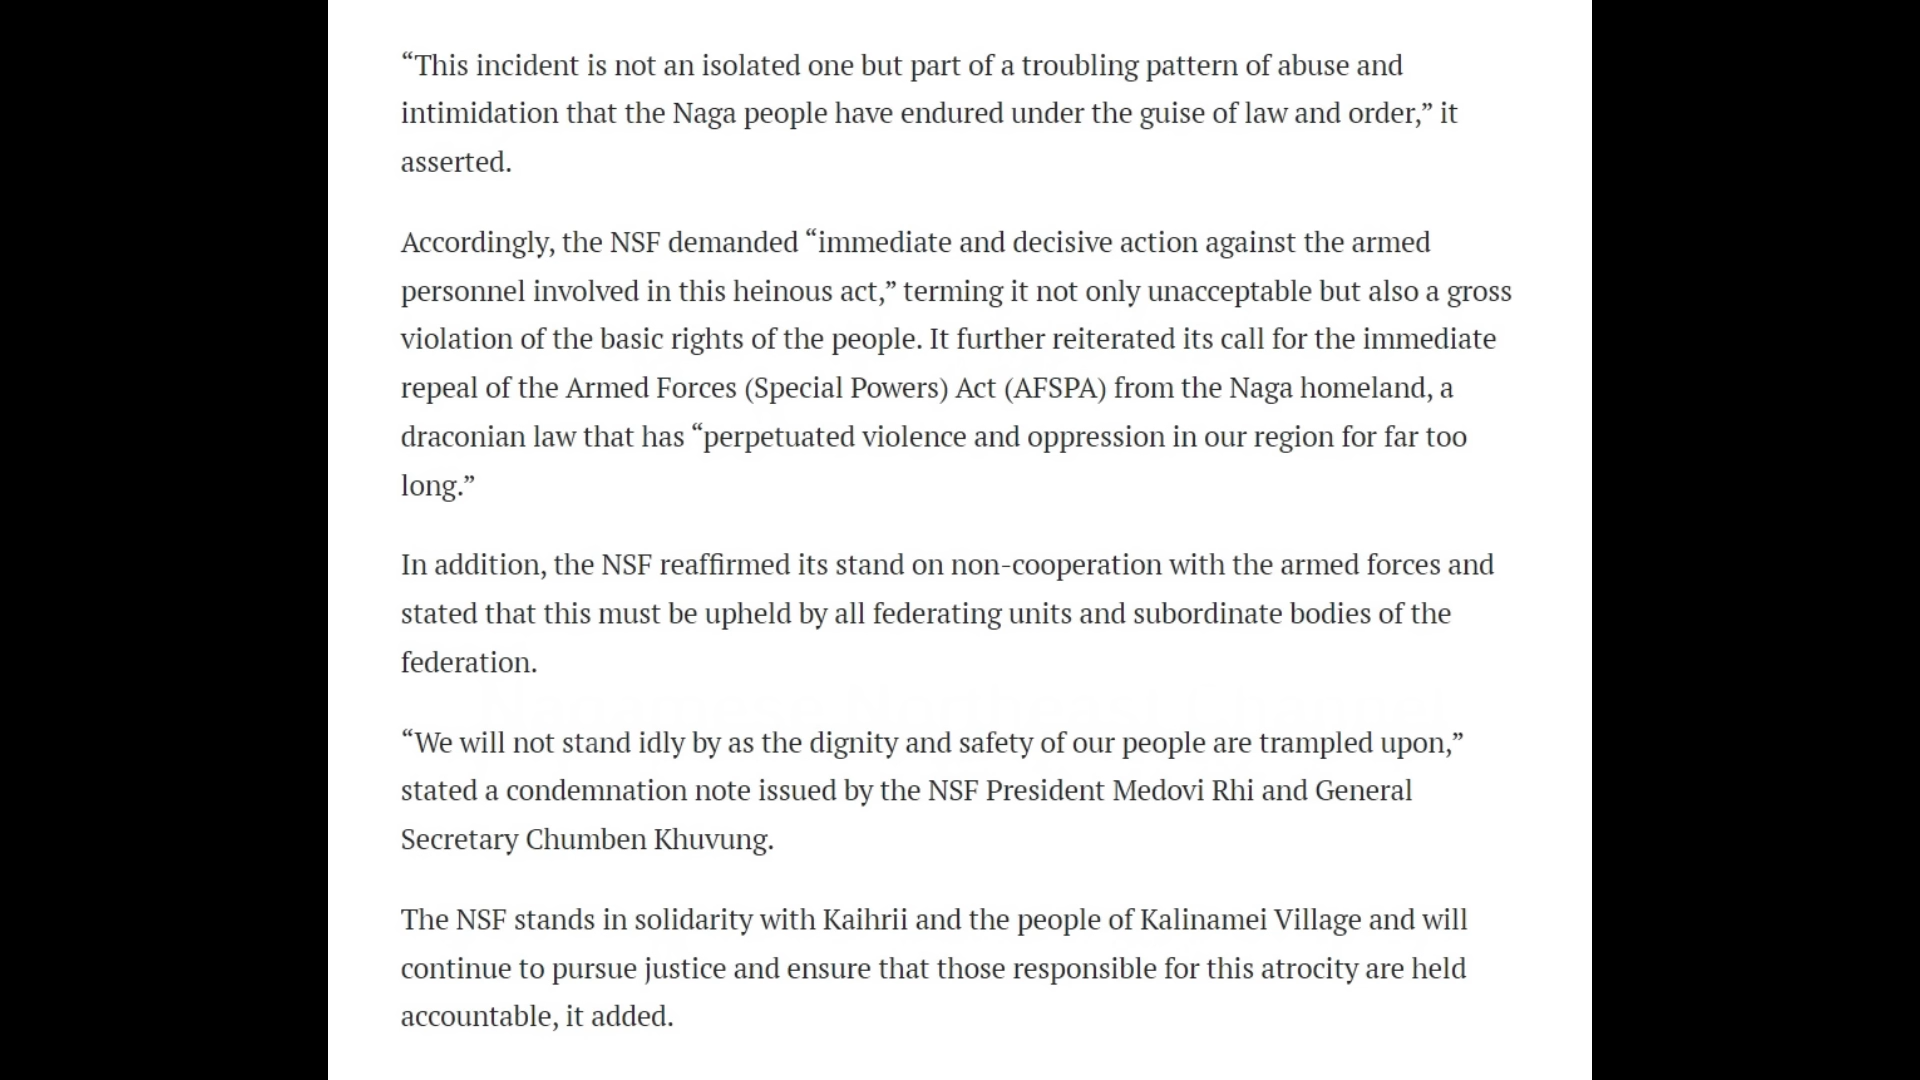 “This incident is not an isolated one but part of a troubling pattern of abuse and
intimidation that the Naga people have endured under the guise of law and order,” it
asserted.
Accordingly, the NSF demanded “immediate and decisive action against the armed
personnel involved in this heinous act,” terming it not only unacceptable but also a gross
violation of the basic rights of the people. It further reiterated its call for the immediate
repeal of the Armed Forces (Special Powers) Act (AFSPA) from the Naga homeland, a
draconian law that has “perpetuated violence and oppression in our region for far too
long.”
In addition, the NSF reaffirmed its stand on non-cooperation with the armed forces and
stated that this must be upheld by all federating units and subordinate bodies of the
federation.
“We will not stand idly by as the dignity and safety of our people are trampled upon,”
stated a condemnation note issued by the NSF President Medovi Rhi and General
Secretary Chumben Khuvung.
The NSF stands in solidarity with Kaihrii and the people of Kalinamei Village and will
continue to pursue justice and ensure that those responsible for this atrocity are held
accountable, it added.